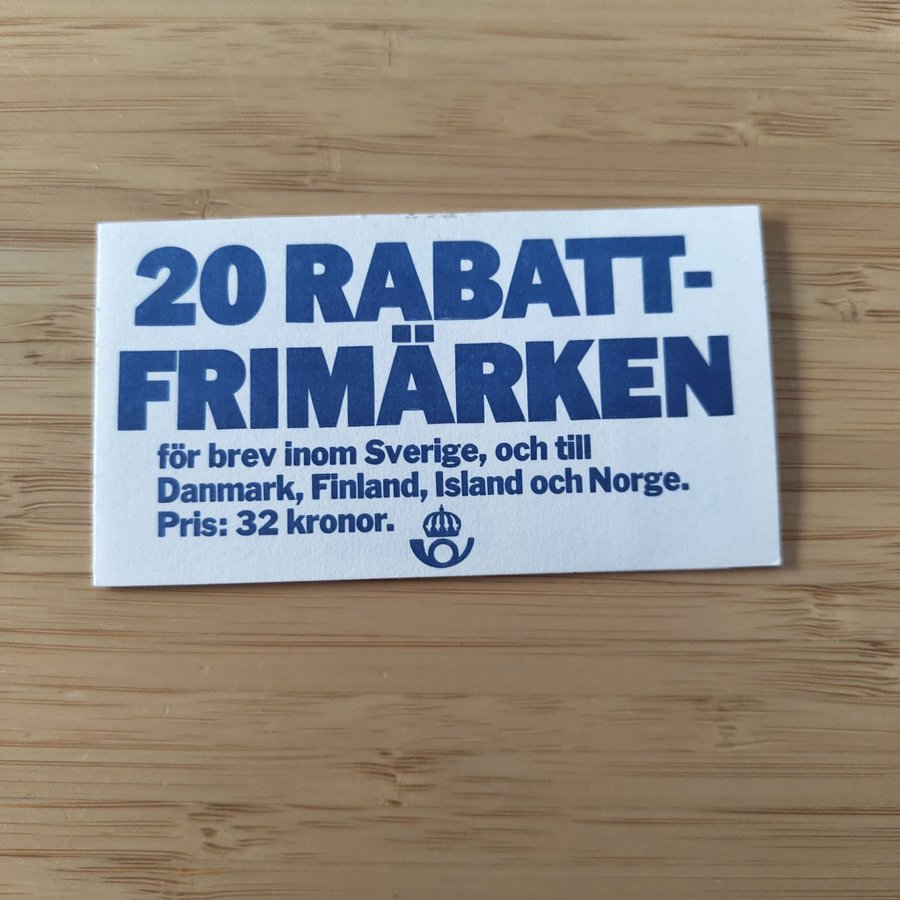 20 RABATT-
FRIMÄRKEN
för brev inom Sverige, och till
Danmark, Finland, Island och Norge.
Pris: 32 kronor.